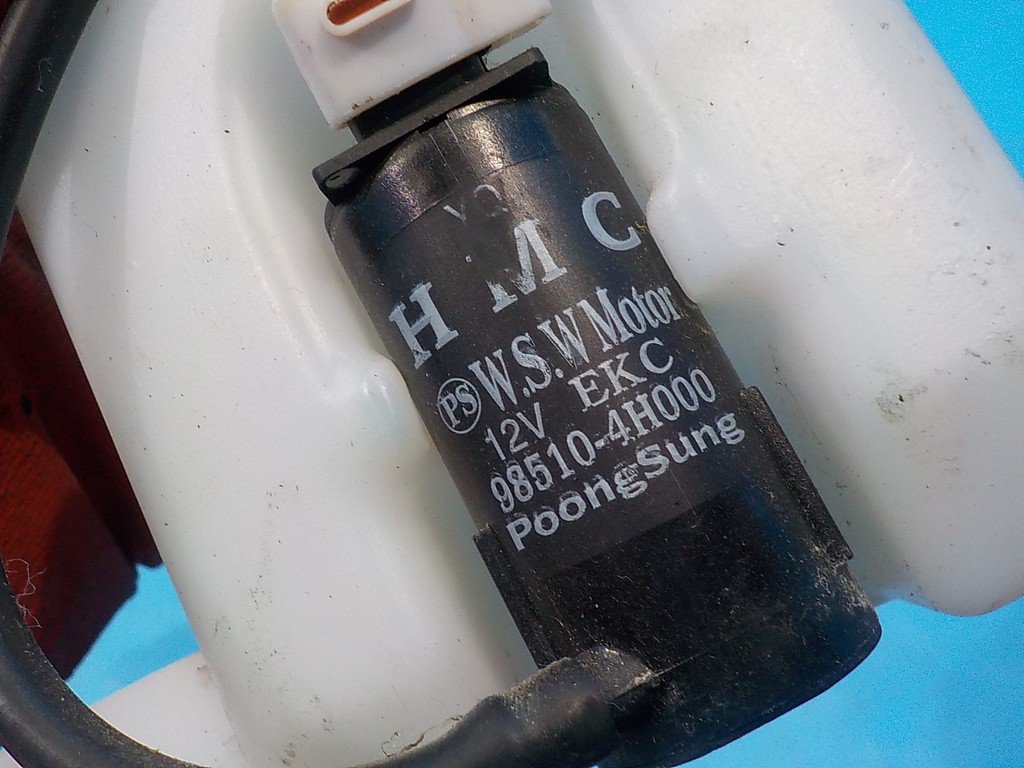 H M C
PS W.S.W Motor
12V EKC
98510-4H000
PoongSung